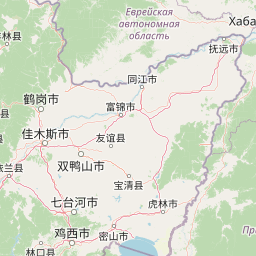 Еврейская
автономная
область
Хаба
抚远市
林县
同江市
鹤岗市
富锦市
佳木斯市
友谊县
双鸭山市
依兰县
宝清县
七台河市
虎林市
鸡西市
密山市
林口县